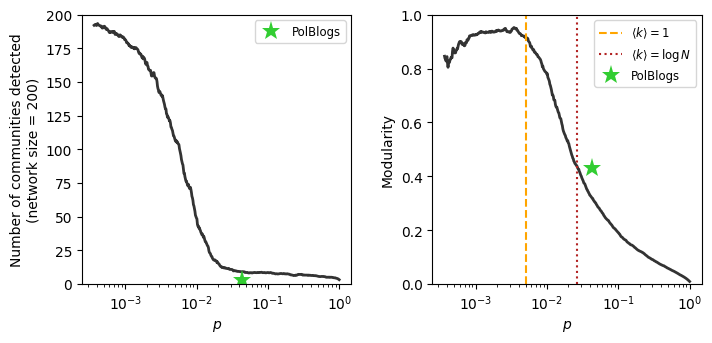 Number of communities detected
(network size = 200)
200
175
150
125
100
75
50
25
0
PolBlogs
10⁻³
10⁻²
10⁻¹
10⁰
p
Modularity
1.0
0.8
0.6
0.4
0.2
0.0
⟨k⟩ = 1
⟨k⟩ = log N
PolBlogs
10⁻³
10⁻²
10⁻¹
10⁰
p